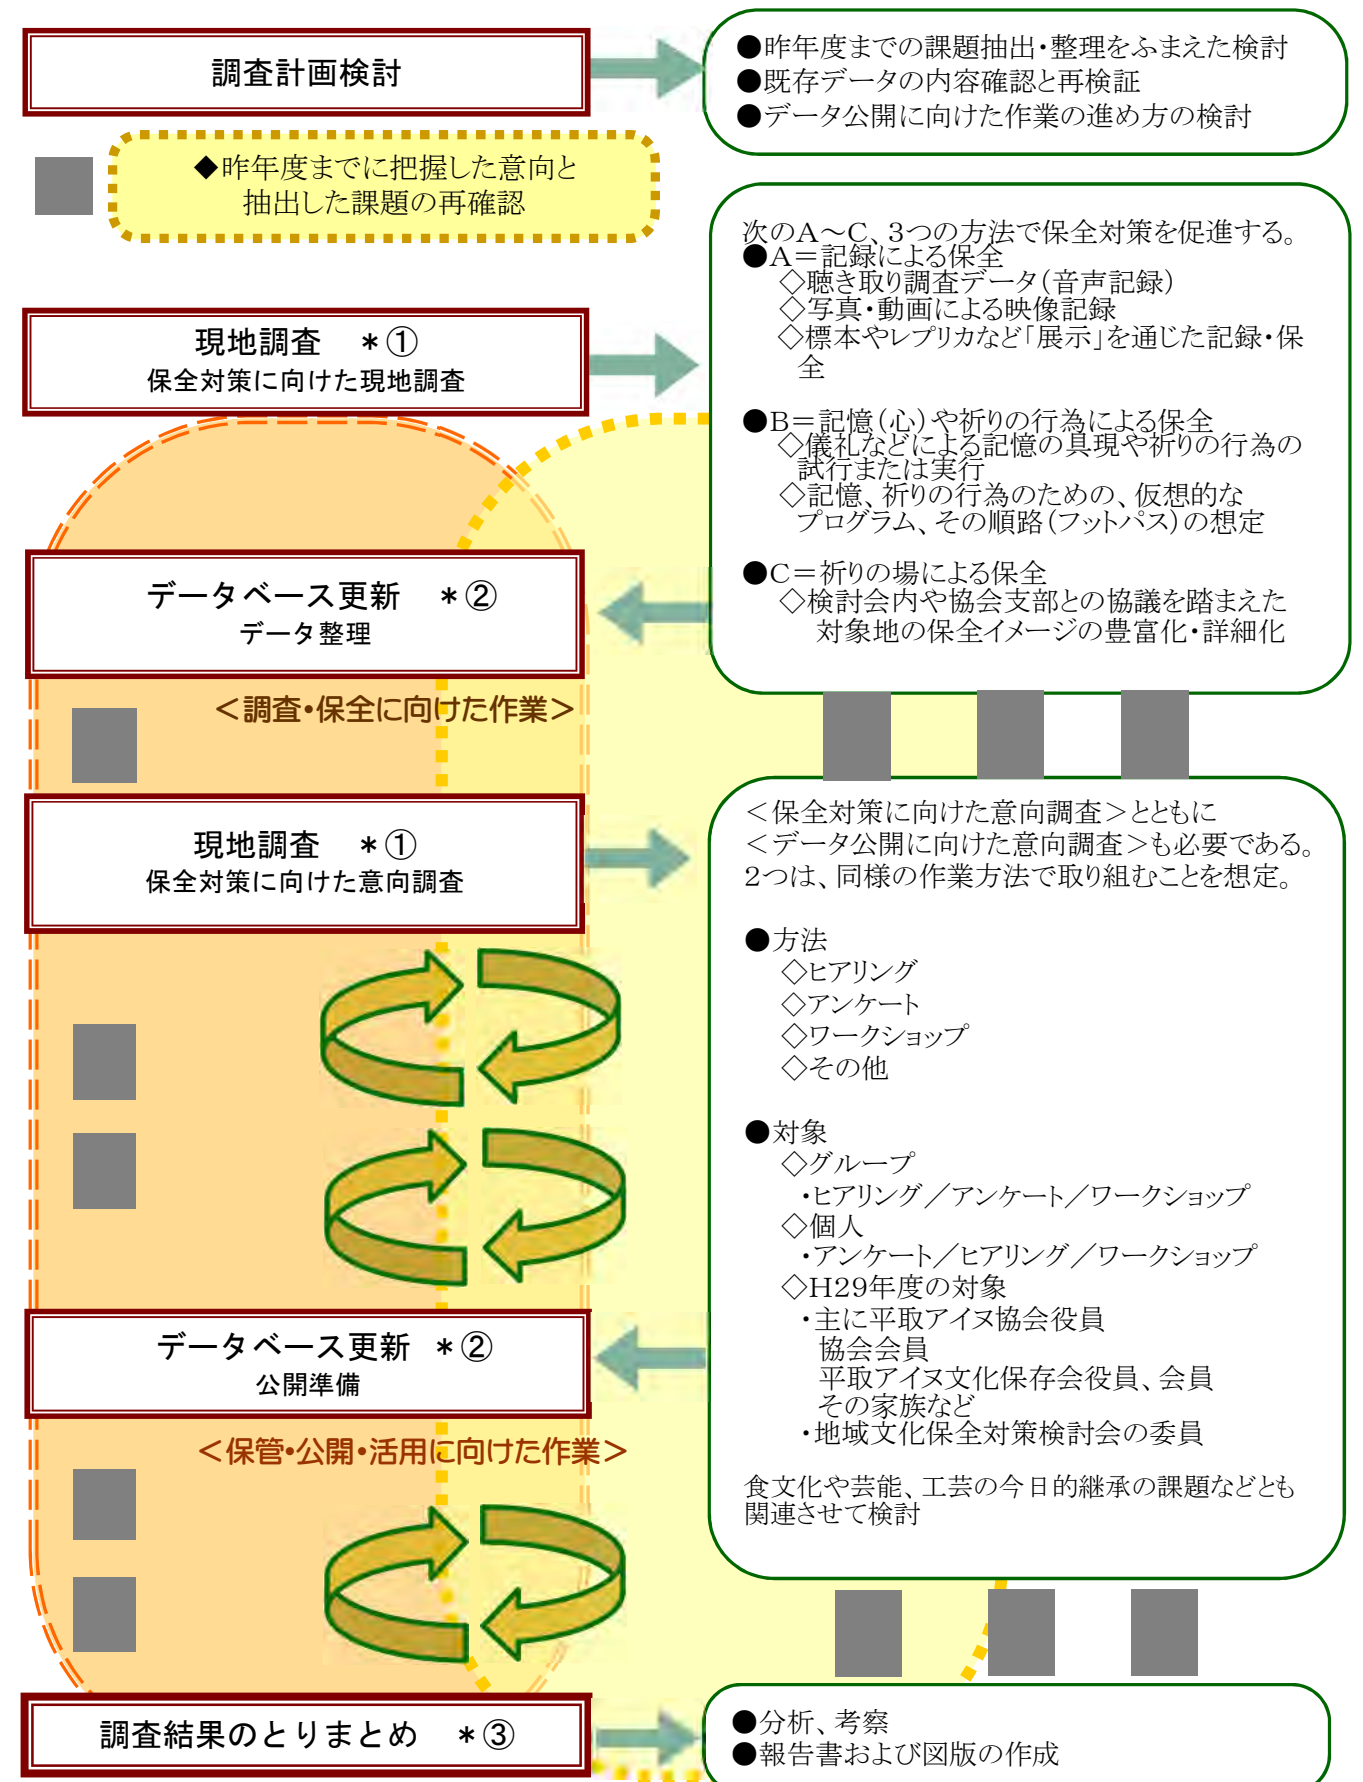 調査計画検討
●昨年度までの課題抽出・整理をふまえた検討
●既存データの内容確認と再検証
●データ公開に向けた作業の進め方の検討
◆昨年度までに把握した意向と
抽出した課題の再確認
現地調査　＊①
保全対策に向けた現地調査
次のA～C、3つの方法で保全対策を促進する。
●A＝記録による保全
◇聴き取り調査データ（音声記録）
◇写真・動画による映像記録
◇標本やレプリカなど「展示」を通じた記録・保
全
●B＝記憶（心）や祈りの行為による保全
◇儀礼などによる記憶の具現や祈りの行為の
試行または実行
◇記憶、祈りの行為のための、仮想的な
プログラム、その順路（フットパス）の想定
●C＝祈りの場による保全
◇検討会内や協会支部との協議を踏まえた
対象地の保全イメージの豊富化・詳細化
データベース更新　＊②
データ整理
＜調査・保全に向けた作業＞
現地調査　＊①
保全対策に向けた意向調査
＜保全対策に向けた意向調査＞とともに
＜データ公開に向けた意向調査＞も必要である。
2つは、同様の作業方法で取り組むことを想定。
●方法
◇ヒアリング
◇アンケート
◇ワークショップ
◇その他
●対象
◇グループ
・ヒアリング／アンケート／ワークショップ
◇個人
・アンケート／ヒアリング／ワークショップ
◇H29年度の対象
・主に平取アイヌ協会役員
協会会員
平取アイヌ文化保存会役員、会員
その家族など
・地域文化保全対策検討会の委員
食文化や芸能、工芸の今日的継承の課題などとも
関連させて検討
データベース更新　＊②
公開準備
＜保管・公開・活用に向けた作業＞
調査結果のとりまとめ　＊③
●分析、考察
●報告書および図版の作成